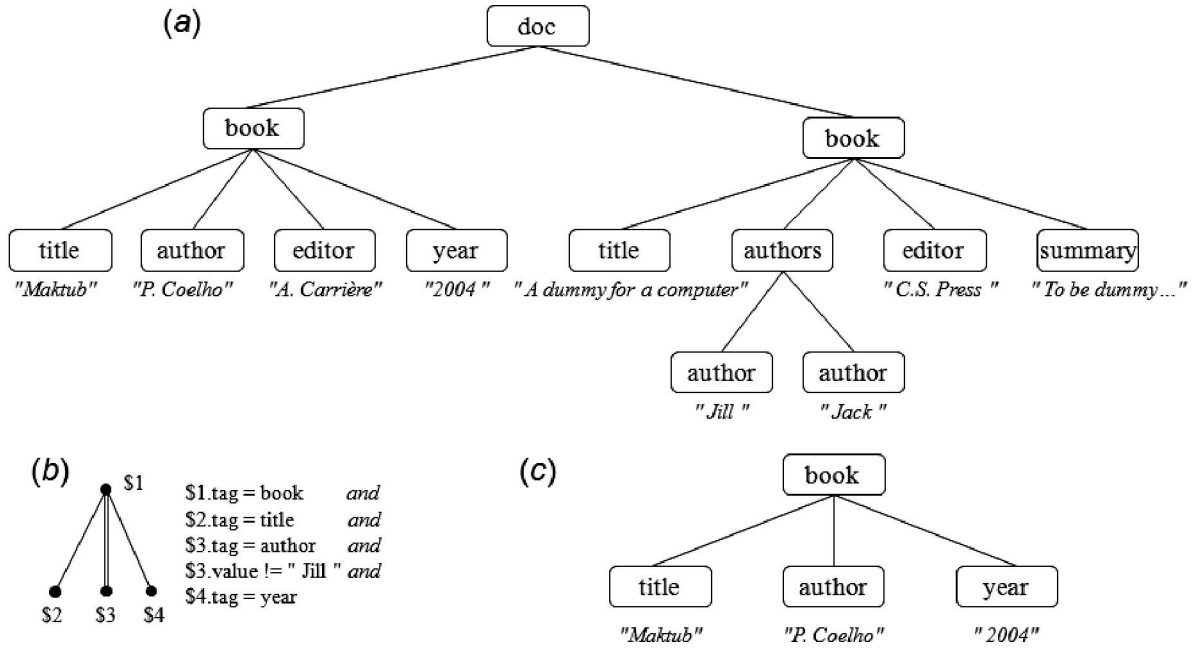 (a)
doc
book
book
title author editor year title authors editor summary
"Maktub" "P. Coelho" "A. Carrière" "2004 " "A dummy for a computer" "C.S. Press " "To be dummy..."
author author
"Jill " "Jack "
(b)
$1
$2 $3 $4
$1.tag = book and
$2.tag = title and
$3.tag = author and
$3.value != " Jill " and
$4.tag = year
(c)
book
title author year
"Maktub" "P. Coelho" " 2004"